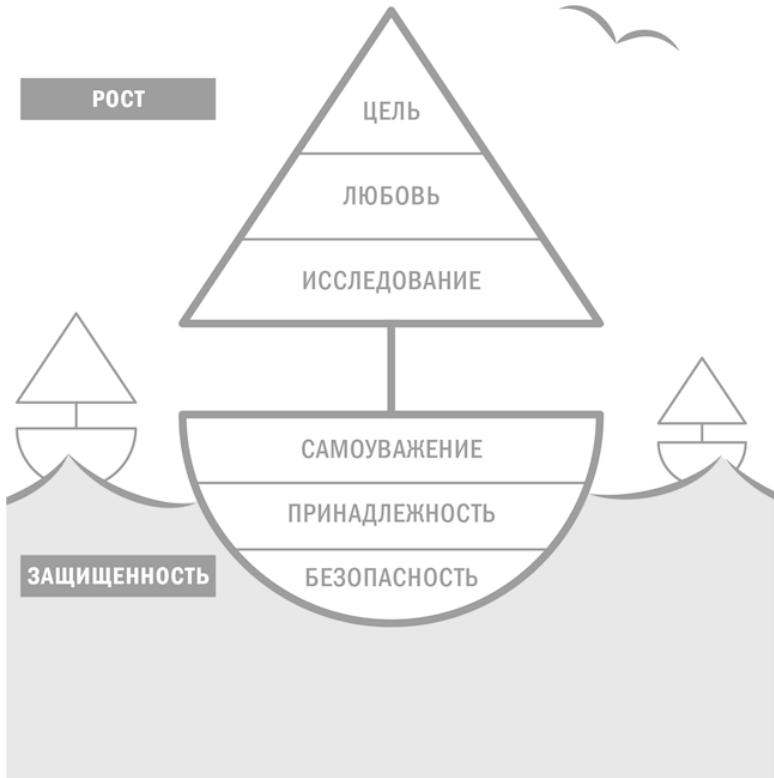 РОСТ
ЦЕЛЬ
ЛЮБОВЬ
ИССЛЕДОВАНИЕ
САМОУВАЖЕНИЕ
ПРИНАДЛЕЖНОСТЬ
ЗАЩИЩЕННОСТЬ
БЕЗОПАСНОСТЬ